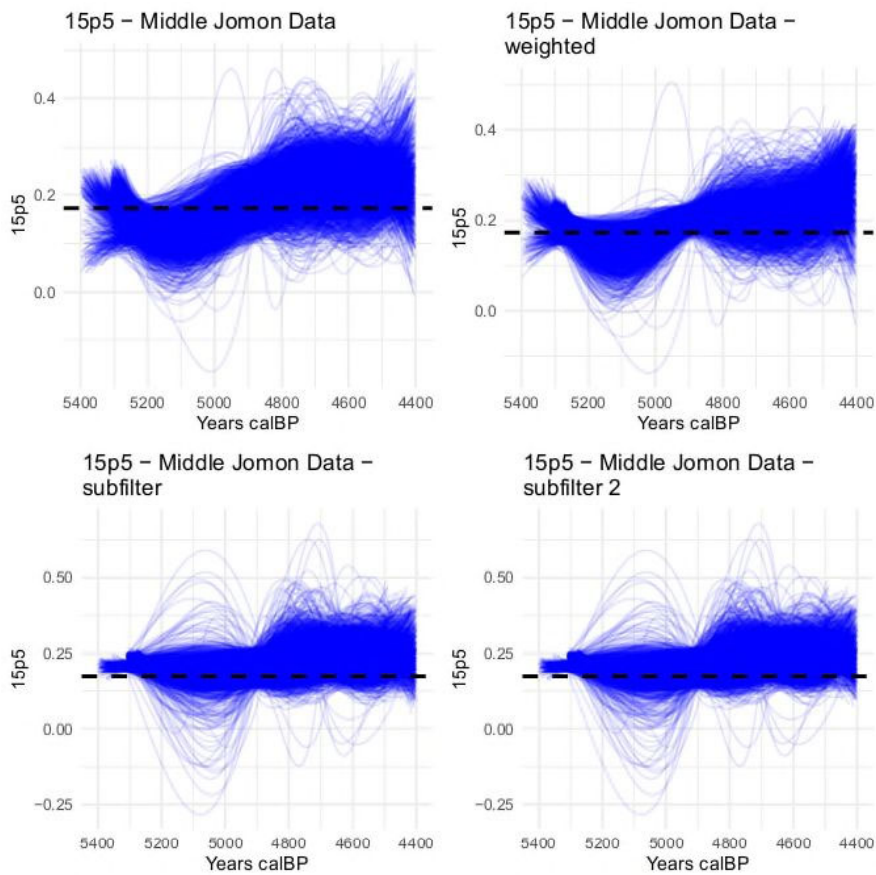 15p5 − Middle Jomon Data
15p5
0.4
0.2
0.0
5400 5200 5000 4800 4600 4400
Years calBP
15p5 − Middle Jomon Data −
weighted
15p5
0.4
0.2
0.0
5400 5200 5000 4800 4600 4400
Years calBP
15p5 − Middle Jomon Data −
subfilter
15p5
0.50
0.25
0.00
−0.25
5400 5200 5000 4800 4600 4400
Years calBP
15p5 − Middle Jomon Data −
subfilter 2
15p5
0.50
0.25
0.00
−0.25
5400 5200 5000 4800 4600 4400
Years calBP